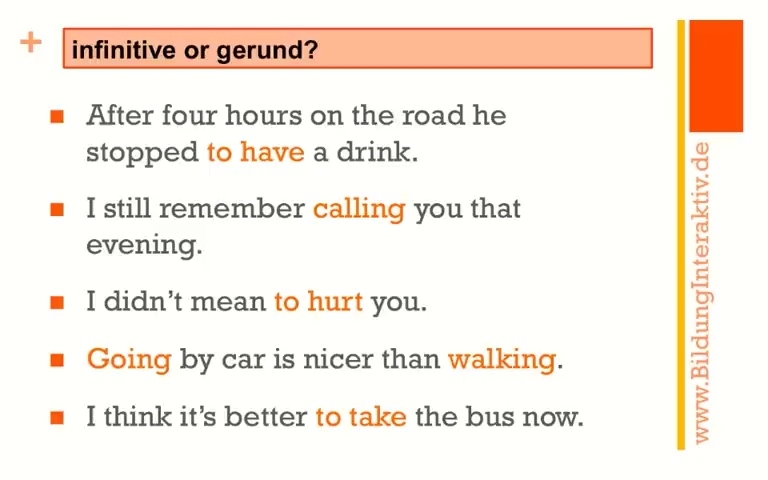 infinitive or gerund?
After four hours on the road he
stopped to have a drink.
I still remember calling you that
evening.
I didn’t mean to hurt you.
Going by car is nicer than walking.
I think it’s better to take the bus now.
www.BildungInteraktiv.de